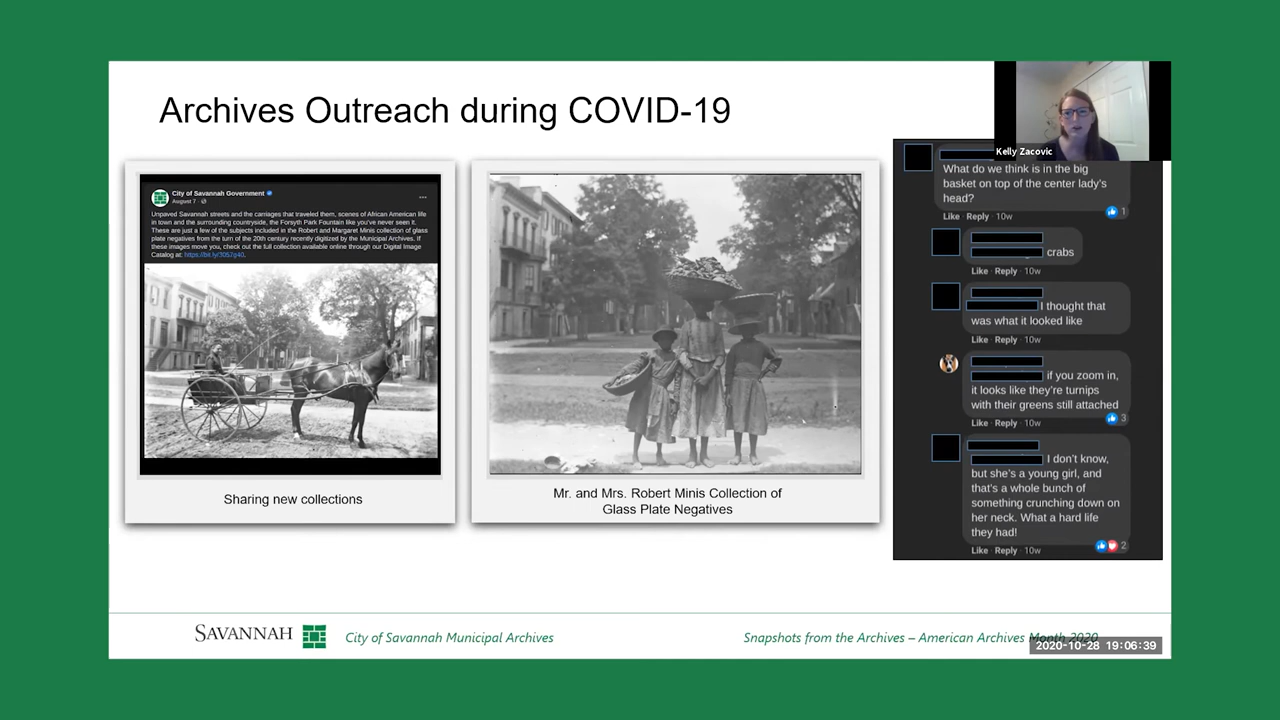 Archives Outreach during COVID-19
Kelly Zacovic
City of Savannah Government
August 7
Unpaved Savannah streets and the carriages that traveled them, scenes of African American life
in town and the surrounding countryside, the Forsyth Park Fountain like you've never seen it.
These are just a few of the subjects included in the Robert and Margaret Minis collection of glass
plate negatives from the turn of the 20th century recently digitized by the Municipal Archives. If
these images move you, check out the full collection available online through our Digital Image
Catalog at:
Sharing new collections
Mr. and Mrs. Robert Minis Collection of
Glass Plate Negatives
What do we think is in the big
basket on top of the center lady's
head?
Like · Reply · 10w
1
crabs
Like · Reply · 10w
I thought that
was what it looked like
Like · Reply · 10w
if you zoom in,
it looks like they're turnips
with their greens still attached
3
Like · Reply · 10w
I don't know,
but she's a young girl, and
that's a whole bunch of
something crunching down on
her neck. What a hard life
they had!
2
Like · Reply · 10w
SAVANNAH
City of Savannah Municipal Archives
Snapshots from the Archives – American Archives Month 2020
2020-10-28 19:06:39